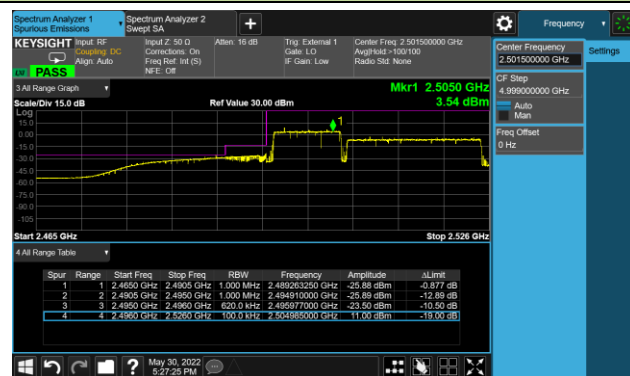 Spectrum Analyzer 1
Spurious Emissions
Spectrum Analyzer 2
Swept SA
+
Frequency
KEYSIGHT
Input: RF
Coupling: DC
Align: Auto
Input Z: 50 Ω
Corrections: On
Freq Ref: Int (S)
NFE: Off
Atten: 16 dB
Trig: External 1
Gate: LO
IF Gain: Low
Center Freq: 2.501500000 GHz
Avg|Hold:>100/100
Radio Std: None
PASS
Center Frequency
2.501500000 GHz
Settings
CF Step
4.999000000 GHz
Auto
Man
Freq Offset
0 Hz
3 All Range Graph
Mkr1 2.5050 GHz
Scale/Div 15.0 dB
Ref Value 30.00 dBm
3.54 dBm
Log
15.0
0.00
-15.0
-30.0
-45.0
-60.0
-75.0
-90.0
-105
1
Start 2.465 GHz
Stop 2.526 GHz
4 All Range Table
Spur Range Start Freq Stop Freq RBW Frequency Amplitude ΔLimit
1 1 2.4650 GHz 2.4905 GHz 1.000 MHz 2.489263250 GHz -25.88 dBm -0.877 dB
2 2 2.4905 GHz 2.4950 GHz 1.000 MHz 2.494910000 GHz -25.89 dBm -12.89 dB
3 3 2.4950 GHz 2.4960 GHz 620.0 kHz 2.495977000 GHz -23.50 dBm -10.50 dB
4 4 2.4960 GHz 2.5260 GHz 100.0 kHz 2.504985000 GHz 11.00 dBm -19.00 dB
?
May 30, 2022
5:27:25 PM